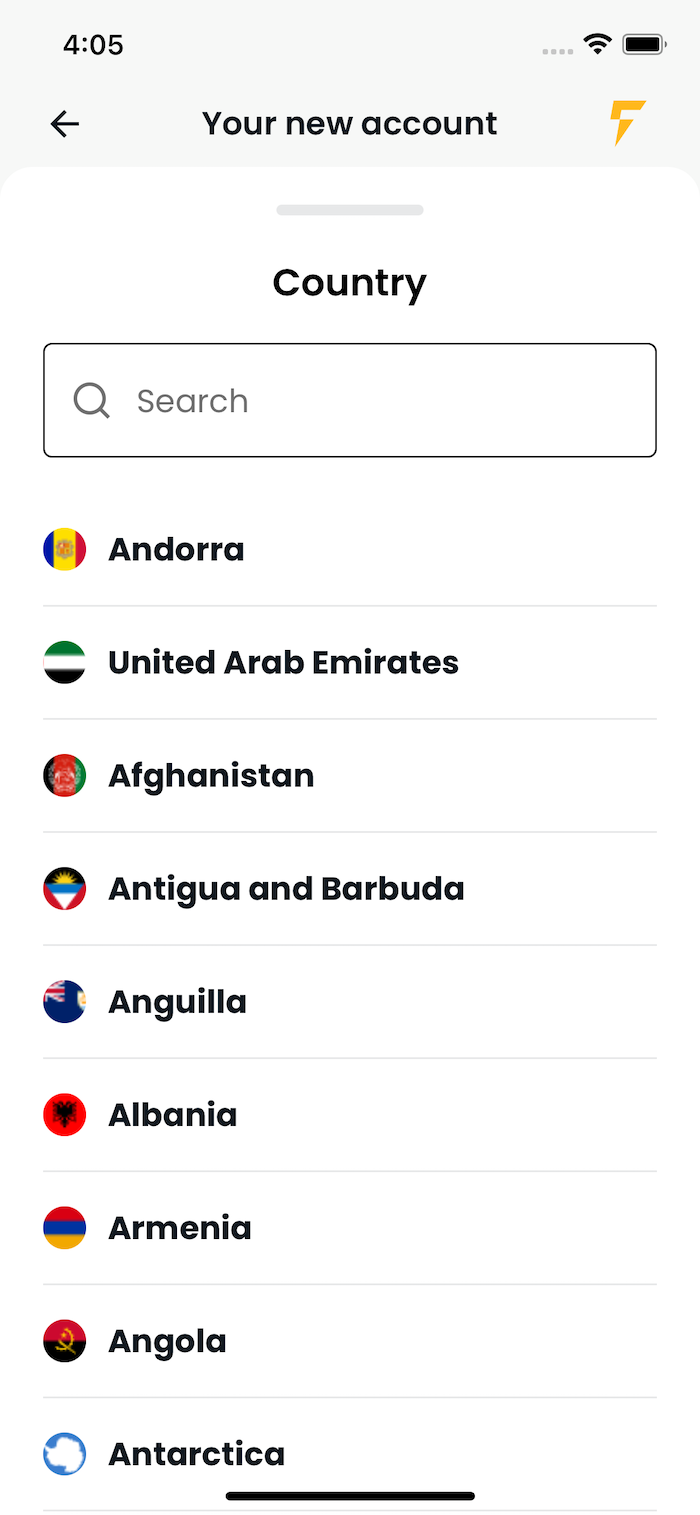 4:05
Your new account
Country
Search
Andorra
United Arab Emirates
Afghanistan
Antigua and Barbuda
Anguilla
Albania
Armenia
Angola
Antarctica